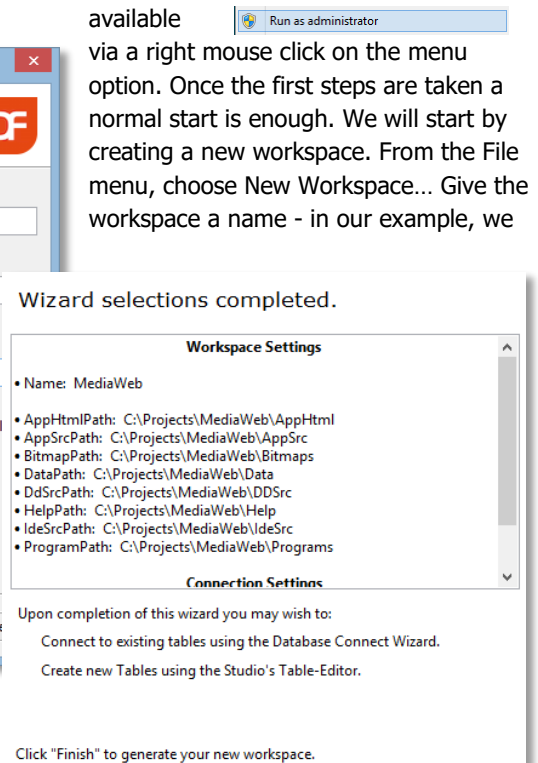 available
Run as administrator
via a right mouse click on the menu
option. Once the first steps are taken a
normal start is enough. We will start by
creating a new workspace. From the File
menu, choose New Workspace… Give the
workspace a name - in our example, we
Wizard selections completed.
Workspace Settings
• Name: MediaWeb
• AppHtmlPath: C:\Projects\MediaWeb\AppHtml
• AppSrcPath: C:\Projects\MediaWeb\AppSrc
• BitmapPath: C:\Projects\MediaWeb\Bitmaps
• DataPath: C:\Projects\MediaWeb\Data
• DdSrcPath: C:\Projects\MediaWeb\DDSrc
• HelpPath: C:\Projects\MediaWeb\Help
• IdeSrcPath: C:\Projects\MediaWeb\IdeSrc
• ProgramPath: C:\Projects\MediaWeb\Programs
Connection Settings
Upon completion of this wizard you may wish to:
Connect to existing tables using the Database Connect Wizard.
Create new Tables using the Studio's Table-Editor.
Click "Finish" to generate your new workspace.